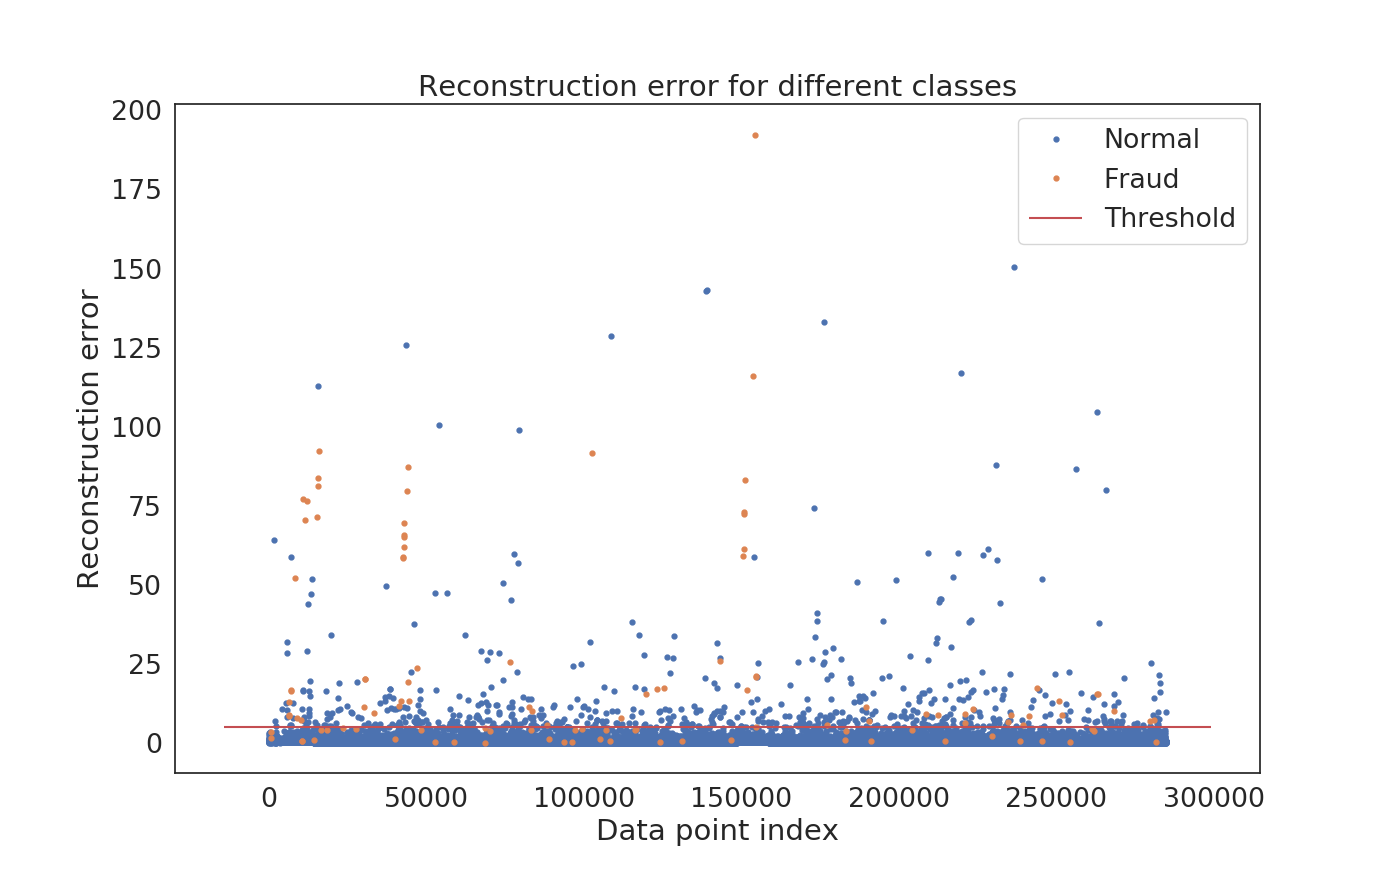 Reconstruction error for different classes
200
175
150
125
100
75
50
25
0
Reconstruction error
Normal
Fraud
Threshold
0 50000 100000 150000 200000 250000 300000
Data point index